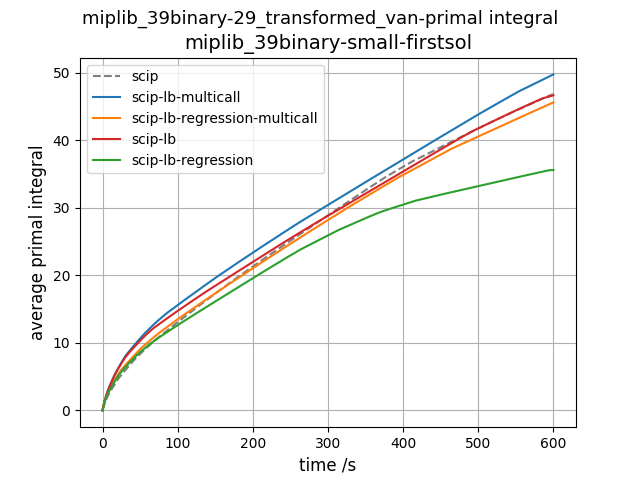 miplib_39binary-29_transformed_van-primal integral
miplib_39binary-small-firstsol
scip
scip-lb-multicall
scip-lb-regression-multicall
scip-lb
scip-lb-regression
average primal integral
50
40
30
20
10
0
0 100 200 300 400 500 600
time /s